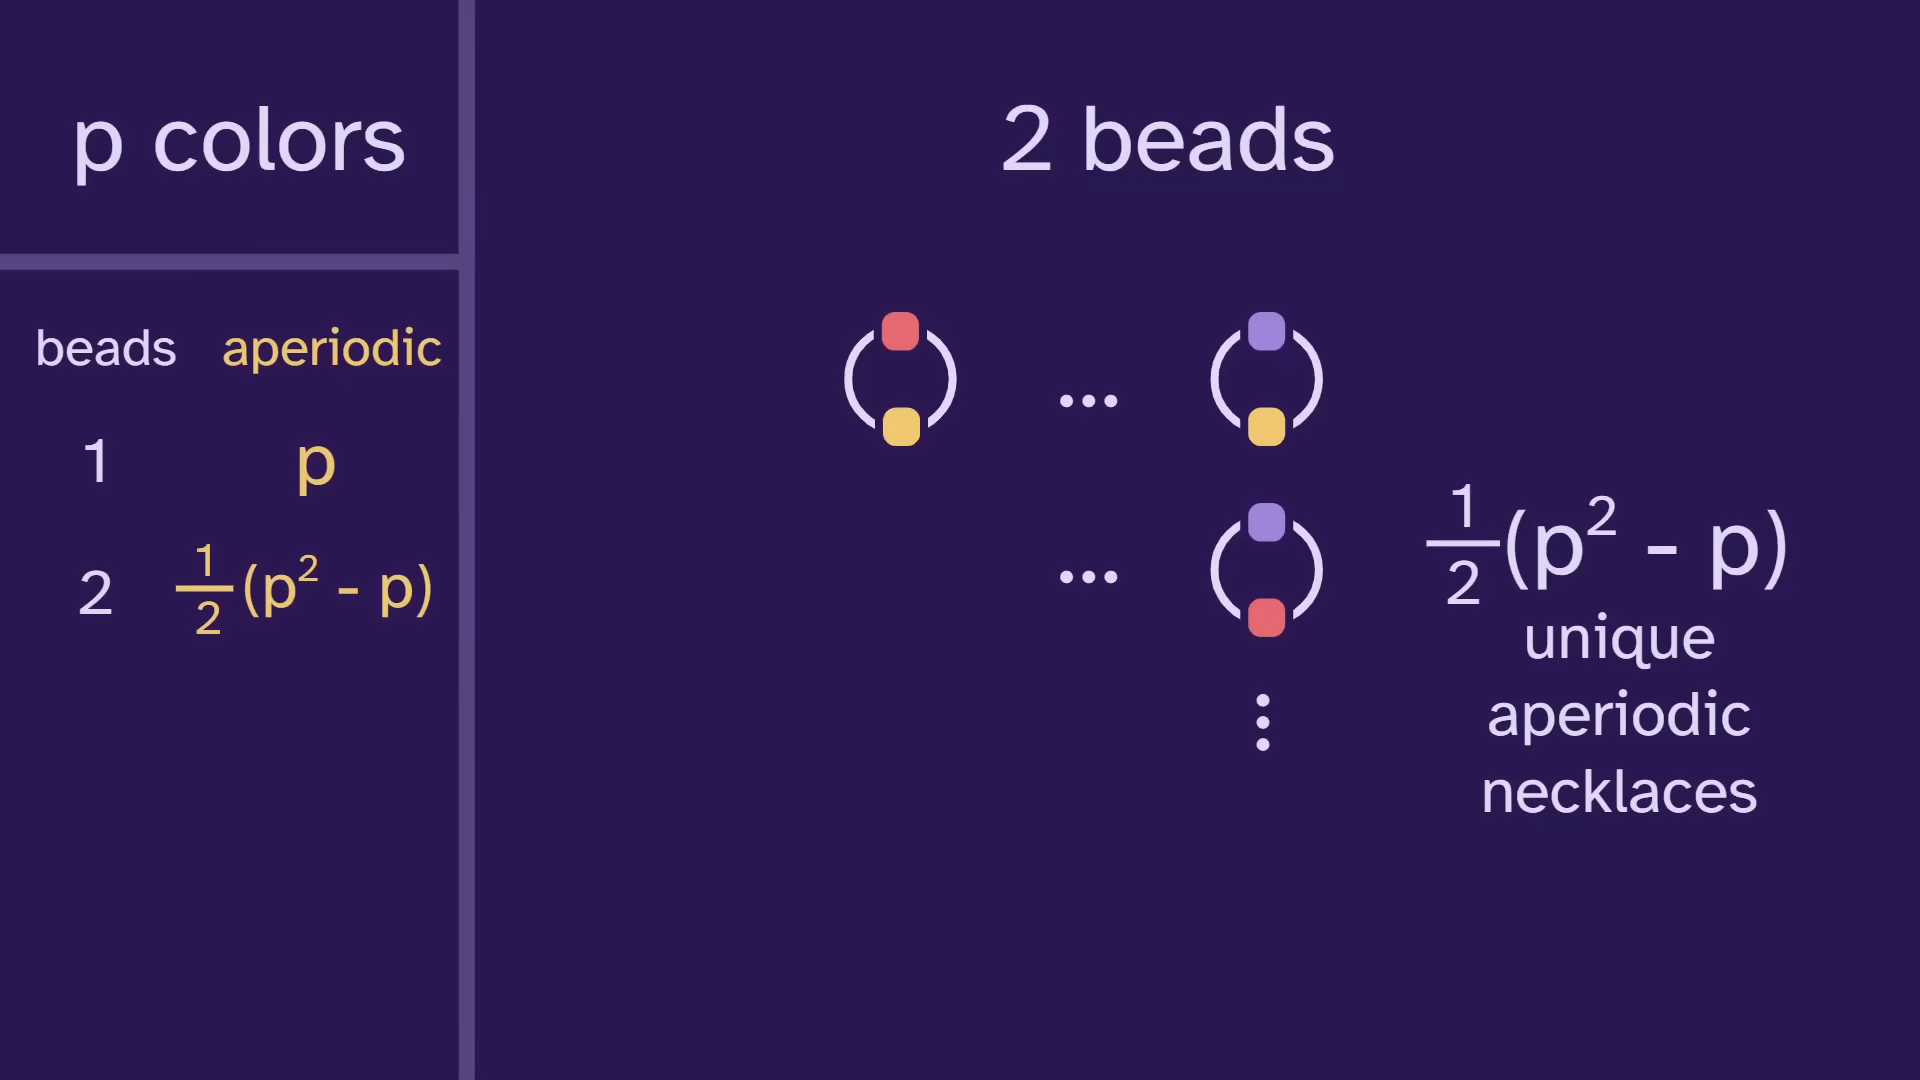 p colors
beads aperiodic
1 p
2 1/2(p² - p)
2 beads
...
...
⋮
1/2(p² - p)
unique
aperiodic
necklaces